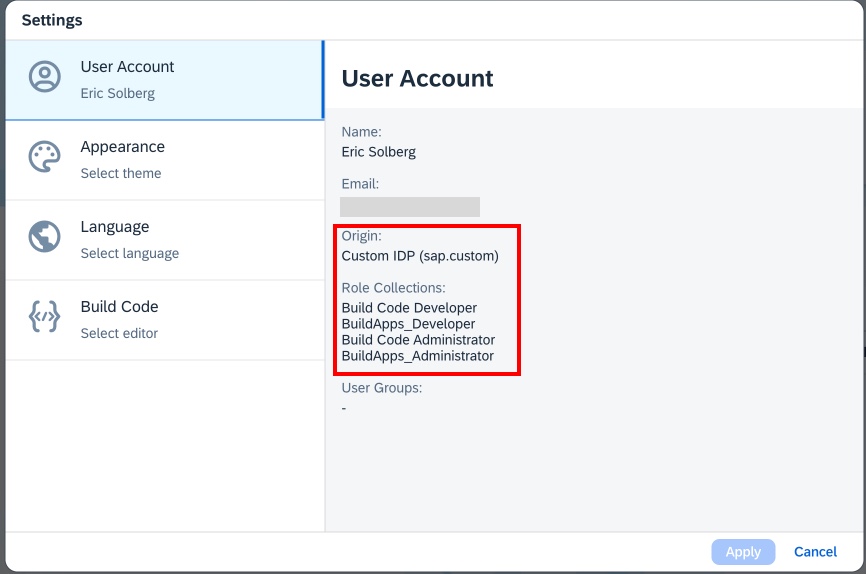 Settings
User Account
Eric Solberg
Appearance
Select theme
Language
Select language
Build Code
Select editor
User Account
Name:
Eric Solberg
Email:
Origin:
Custom IDP (sap.custom)
Role Collections:
Build Code Developer
BuildApps_Developer
Build Code Administrator
BuildApps_Administrator
User Groups:
-
Apply
Cancel